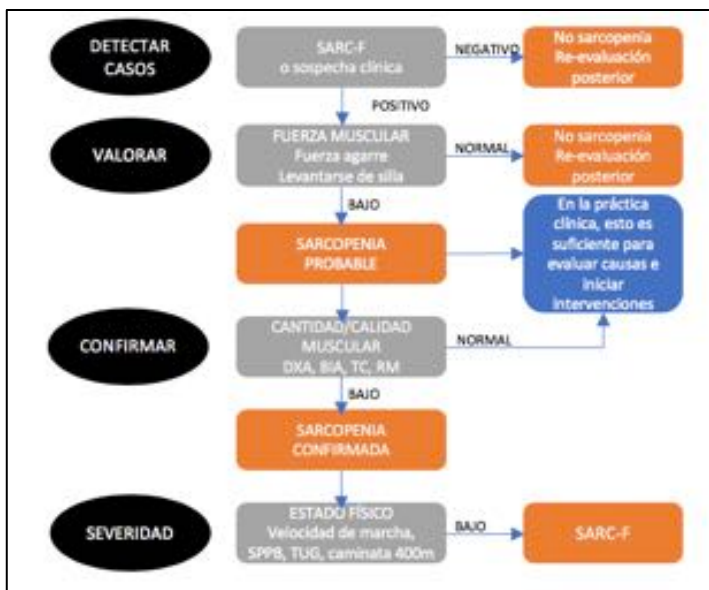 DETECTAR
CASOS
SARC-F
o sospecha clínica
NEGATIVO
No sarcopenia
Re-evaluación
posterior
POSITIVO
VALORAR
FUERZA MUSCULAR
Fuerza agarre
Levantarse de silla
NORMAL
No sarcopenia
Re-evaluación
posterior
BAJO
SARCOPENIA
PROBABLE
En la práctica
clínica, esto es
suficiente para
evaluar causas e
iniciar
intervenciones
CONFIRMAR
CANTIDAD/CALIDAD
MUSCULAR
DXA, BIA, TC, RM
NORMAL
BAJO
SARCOPENIA
CONFIRMADA
SEVERIDAD
ESTADO FÍSICO
Velocidad de marcha,
SPPB, TUG, caminata 400m
BAJO
SARC-F